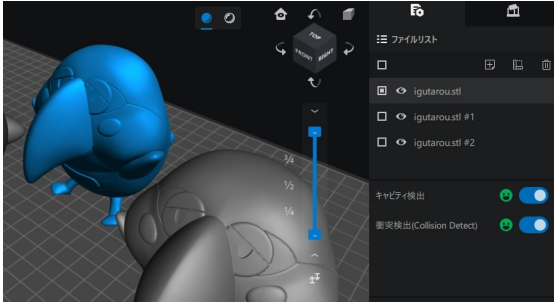 TOP
FRONT
RIGHT
3/4
1/2
1/4
ファイルリスト
igutarou.stl
igutarou.stl #1
igutarou.stl #2
キャビティ検出
衝突検出(Collision Detect)